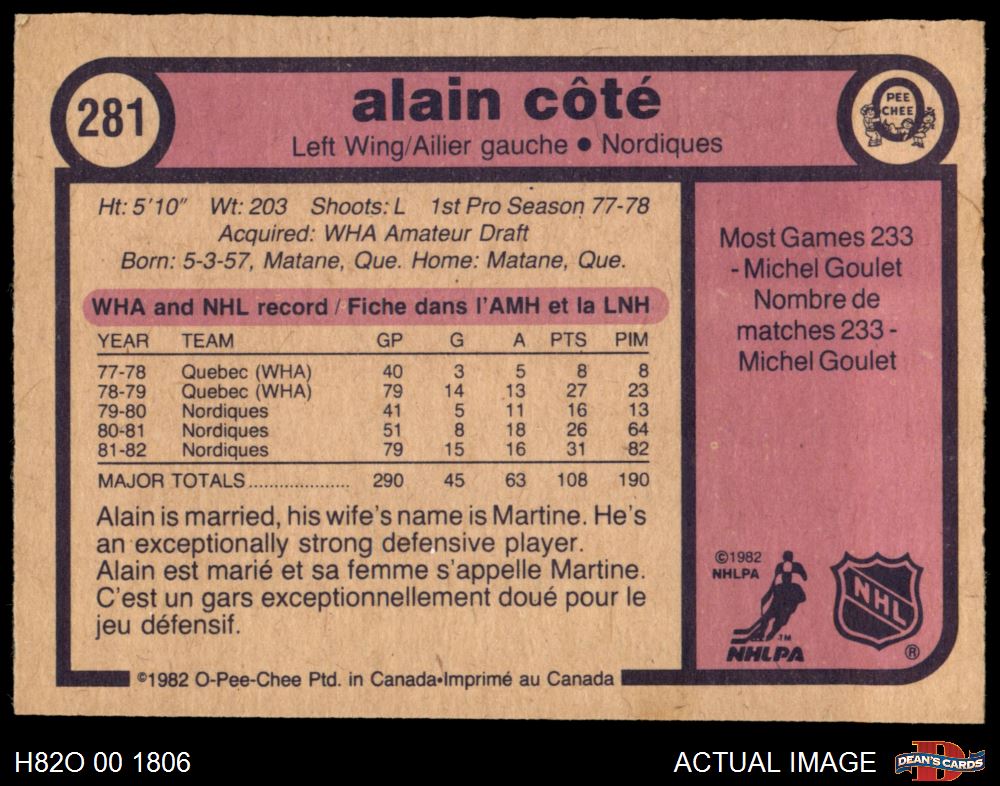 281
alain côté
Left Wing/Ailier gauche ● Nordiques
O
PEE
CHEE
Ht: 5'10" Wt: 203 Shoots: L 1st Pro Season 77-78
Acquired: WHA Amateur Draft
Born: 5-3-57, Matane, Que. Home: Matane, Que.
WHA and NHL record / Fiche dans l'AMH et la LNH
YEAR TEAM GP G A PTS PIM
77-78 Quebec (WHA) 40 3 5 8 8
78-79 Quebec (WHA) 79 14 13 27 23
79-80 Nordiques 41 5 11 16 13
80-81 Nordiques 51 8 18 26 64
81-82 Nordiques 79 15 16 31 82
MAJOR TOTALS.................... 290 45 63 108 190
Alain is married, his wife's name is Martine. He's
an exceptionally strong defensive player.
Alain est marié et sa femme s'appelle Martine.
C'est un gars exceptionnellement doué pour le
jeu défensif.
©1982 O-Pee-Chee Ptd. in Canada•Imprimé au Canada
Most Games 233
- Michel Goulet
Nombre de
matches 233 -
Michel Goulet
©1982
NHLPA
TM
NHLPA
NHL
®
H82O 00 1806
ACTUAL IMAGE
D
DEAN'S CARDS